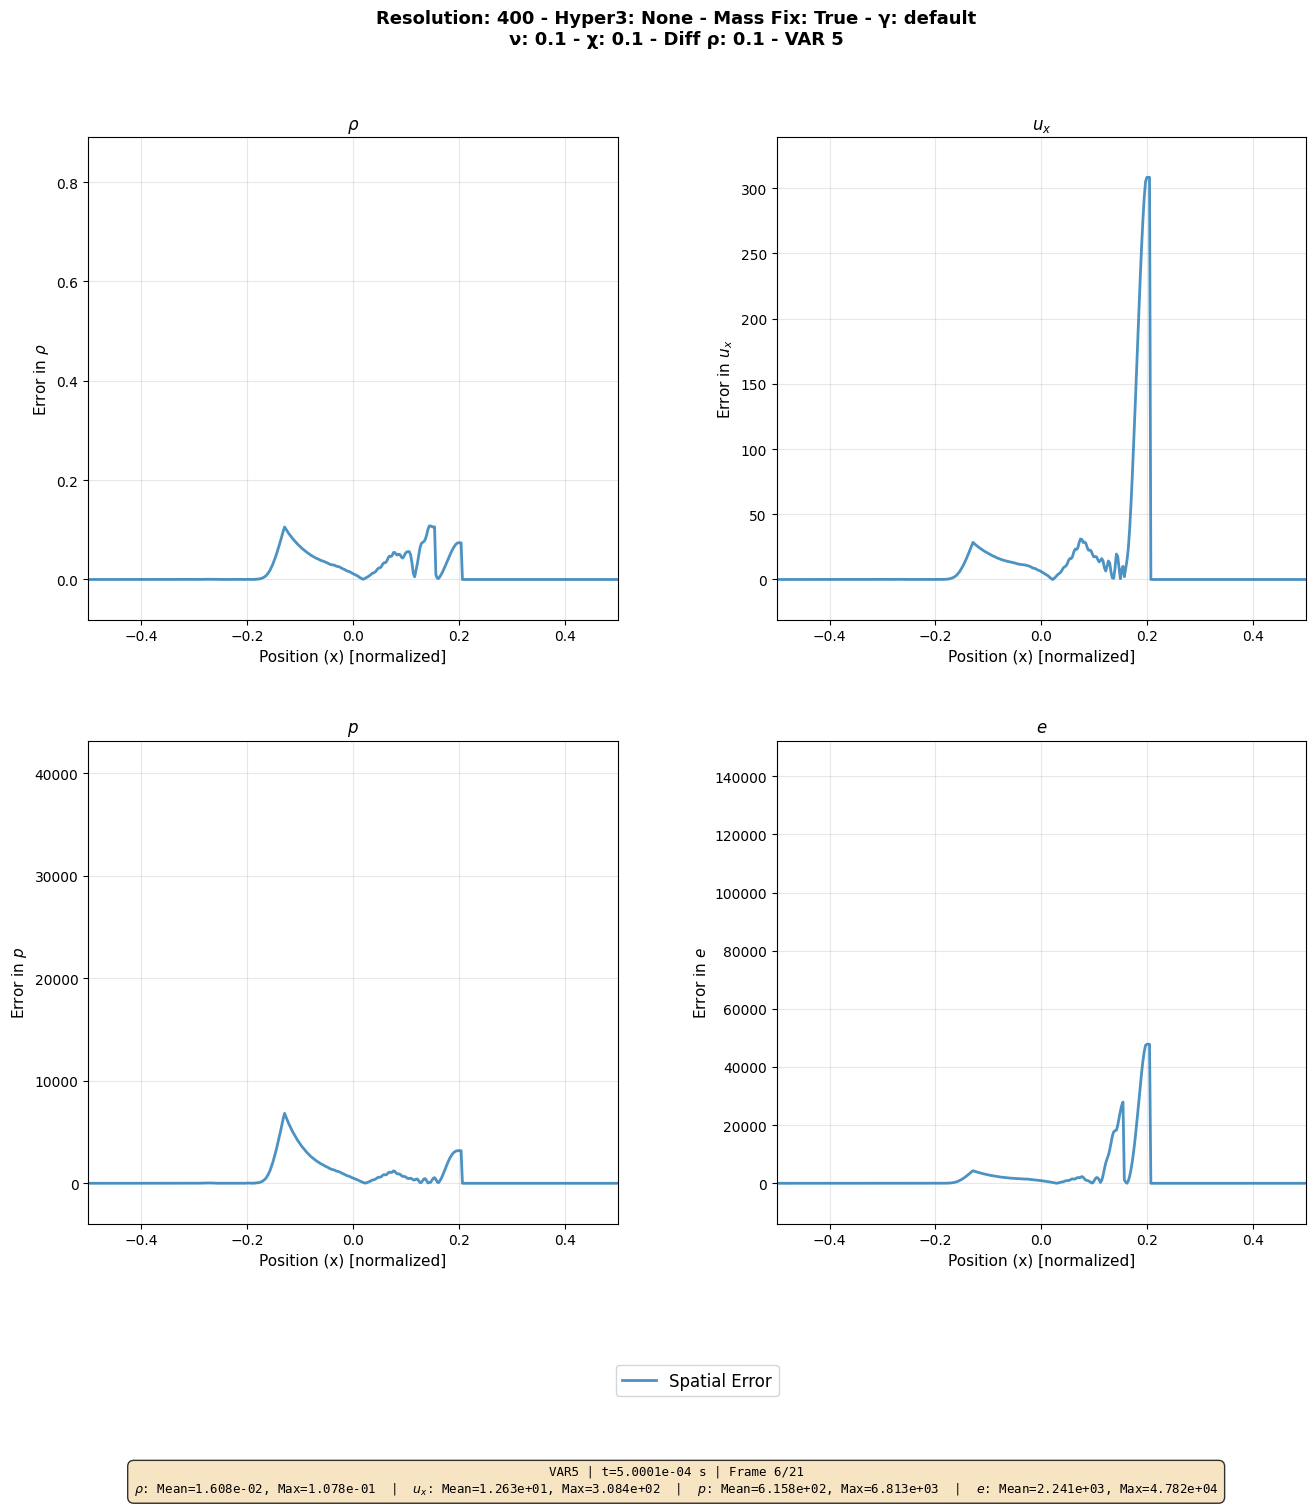 Resolution: 400 - Hyper3: None - Mass Fix: True - γ: default
ν: 0.1 - χ: 0.1 - Diff ρ: 0.1 - VAR 5
ρ
0.8
0.6
0.4
0.2
0.0
Error in ρ
−0.4 −0.2 0.0 0.2 0.4
Position (x) [normalized]
u_x
300
250
200
150
100
50
0
Error in u_x
−0.4 −0.2 0.0 0.2 0.4
Position (x) [normalized]
p
40000
30000
20000
10000
0
Error in p
−0.4 −0.2 0.0 0.2 0.4
Position (x) [normalized]
e
140000
120000
100000
80000
60000
40000
20000
0
Error in e
−0.4 −0.2 0.0 0.2 0.4
Position (x) [normalized]
Spatial Error
VAR5 | t=5.0001e-04 s | Frame 6/21
ρ: Mean=1.608e-02, Max=1.078e-01 | u_x: Mean=1.263e+01, Max=3.084e+02 | p: Mean=6.158e+02, Max=6.813e+03 | e: Mean=2.241e+03, Max=4.782e+04